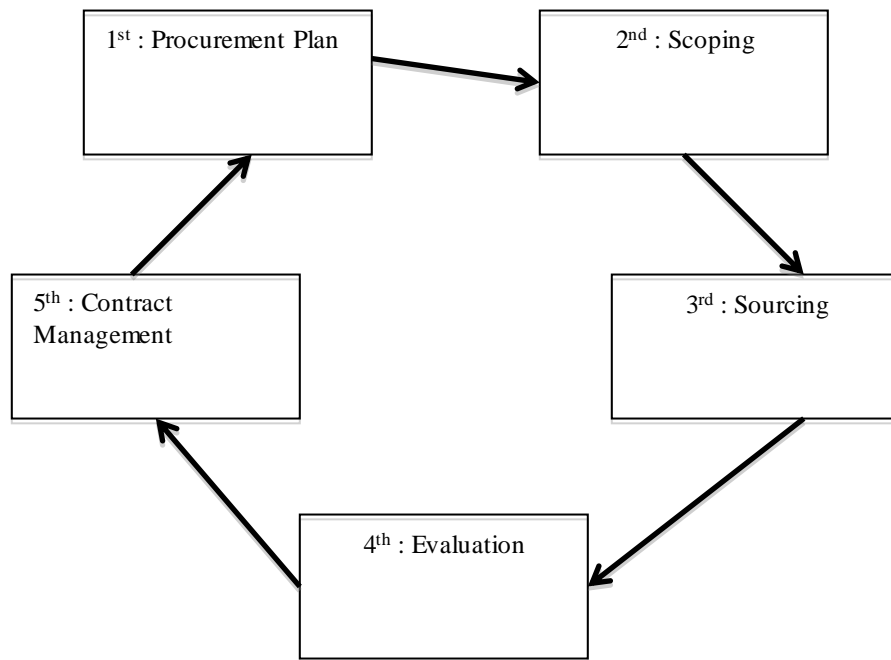 1st : Procurement Plan
2nd : Scoping
3rd : Sourcing
4th : Evaluation
5th : Contract
Management